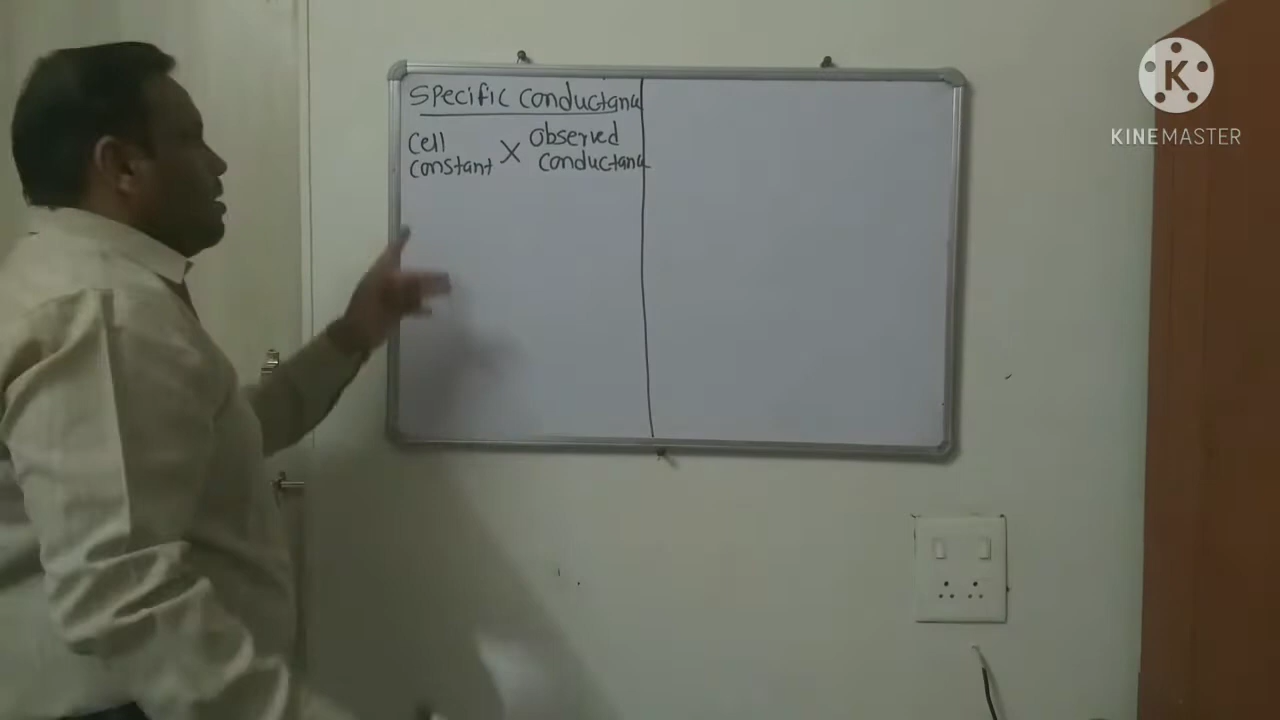 Specific conductance
Cell
constant
X
Observed
conductance
K
KINEMASTER